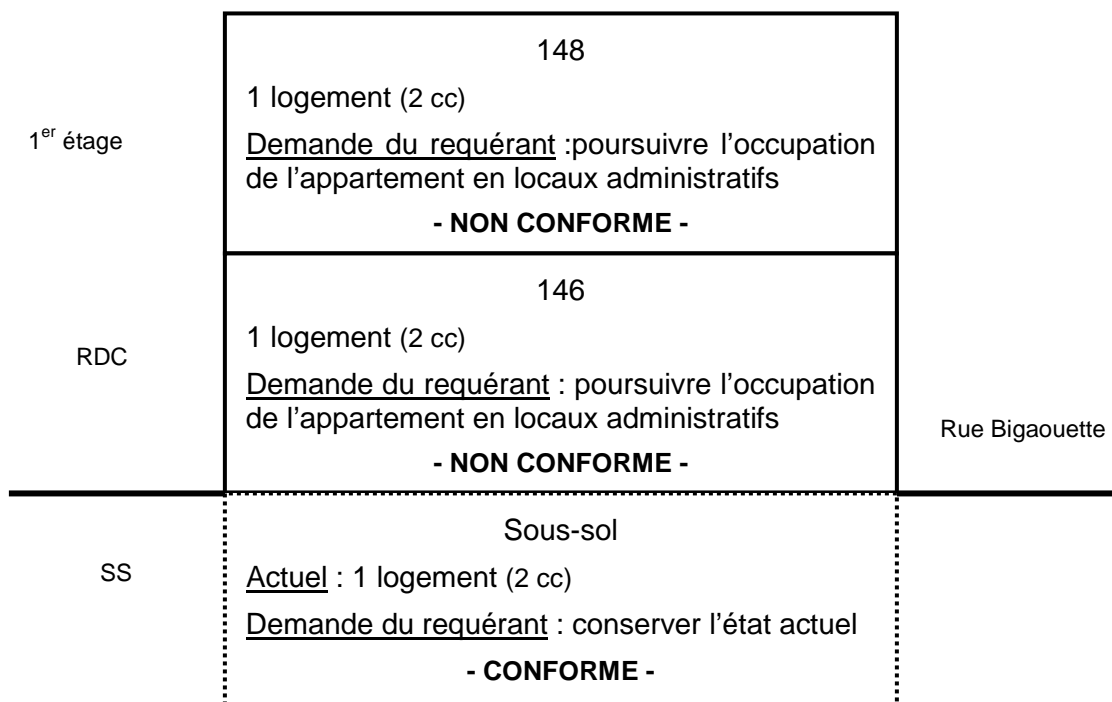 148
1 logement (2 cc)
1er étage
Demande du requérant :poursuivre l’occupation
de l’appartement en locaux administratifs
- NON CONFORME -
146
1 logement (2 cc)
RDC
Demande du requérant : poursuivre l’occupation
de l’appartement en locaux administratifs
Rue Bigaouette
- NON CONFORME -
Sous-sol
SS
Actuel : 1 logement (2 cc)
Demande du requérant : conserver l’état actuel
- CONFORME -